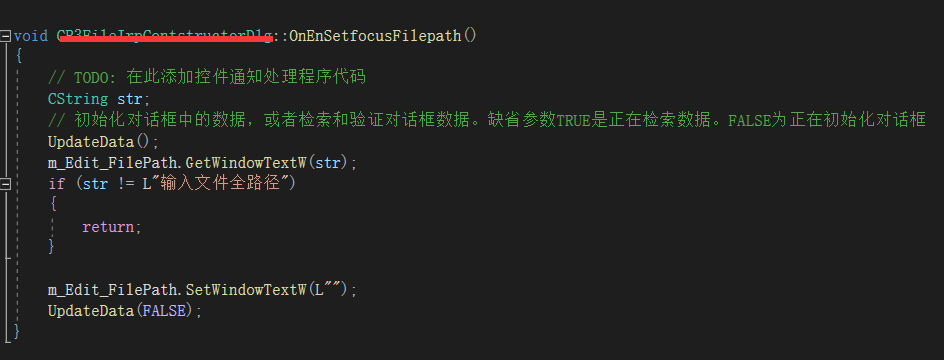 void ::OnEnSetfocusFilepath()
{
// TODO: 在此添加控件通知处理程序代码
CString str;
// 初始化对话框中的数据，或者检索和验证对话框数据。缺省参数TRUE是正在检索数据。FALSE为正在初始化对话框
UpdateData();
m_Edit_FilePath.GetWindowTextW(str);
if (str != L"输入文件全路径")
{
return;
}
m_Edit_FilePath.SetWindowTextW(L"");
UpdateData(FALSE);
}